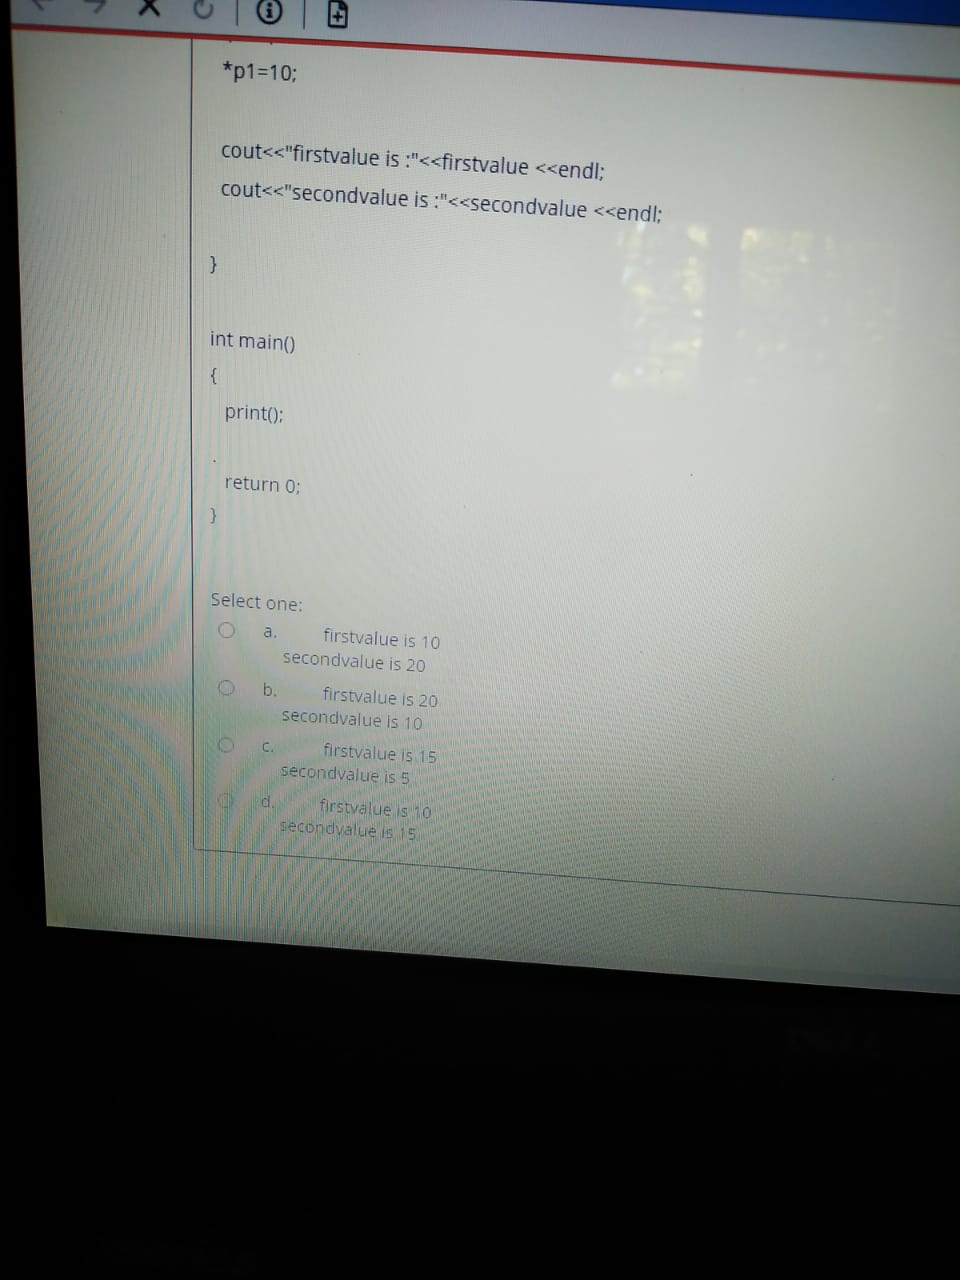 *p1=10;
cout<<"firstvalue is :"<<firstvalue <<endl;
cout<<"secondvalue is :"<<secondvalue <<endl;
}
int main()
{
print();
return 0;
}
Select one:
a. firstvalue is 10
secondvalue is 20
b. firstvalue is 20
secondvalue is 10
c. firstvalue is 15
secondvalue is 5
d. firstvalue is 10
secondvalue is 15